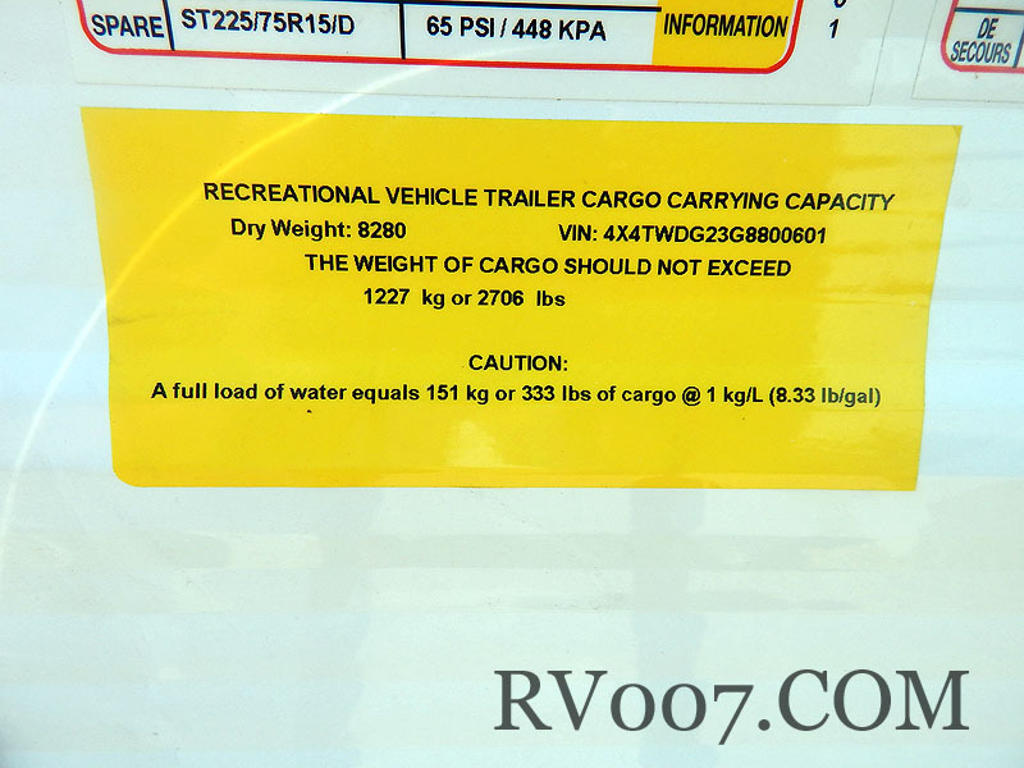 SPARE ST225/75R15/D 65 PSI / 448 KPA INFORMATION
1
DE
SECOURS
RECREATIONAL VEHICLE TRAILER CARGO CARRYING CAPACITY
Dry Weight: 8280 VIN: 4X4TWDG23G8800601
THE WEIGHT OF CARGO SHOULD NOT EXCEED
1227 kg or 2706 lbs
CAUTION:
A full load of water equals 151 kg or 333 lbs of cargo @ 1 kg/L (8.33 lb/gal)
RV007.COM